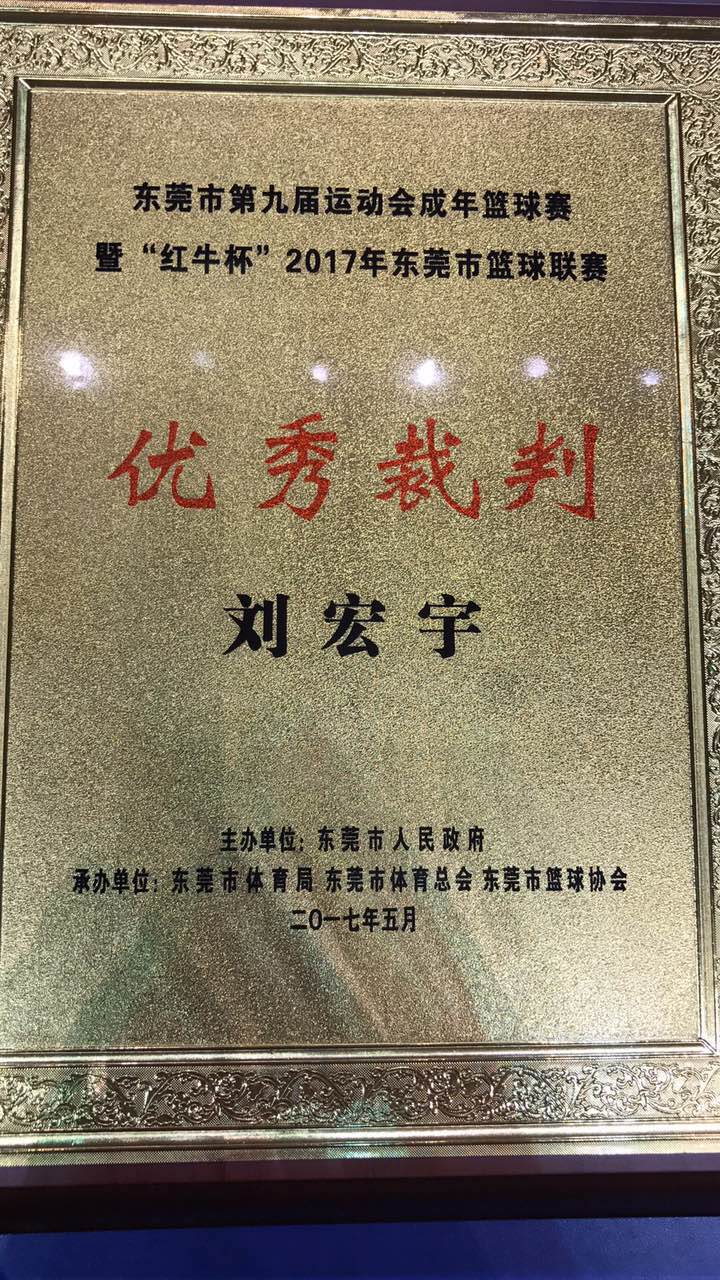 东莞市第九届运动会成年篮球赛
暨“红牛杯”2017年东莞市篮球联赛
优秀裁判
刘宏宇
主办单位：东莞市人民政府
承办单位：东莞市体育局 东莞市体育总会 东莞市篮球协会
二〇一七年五月